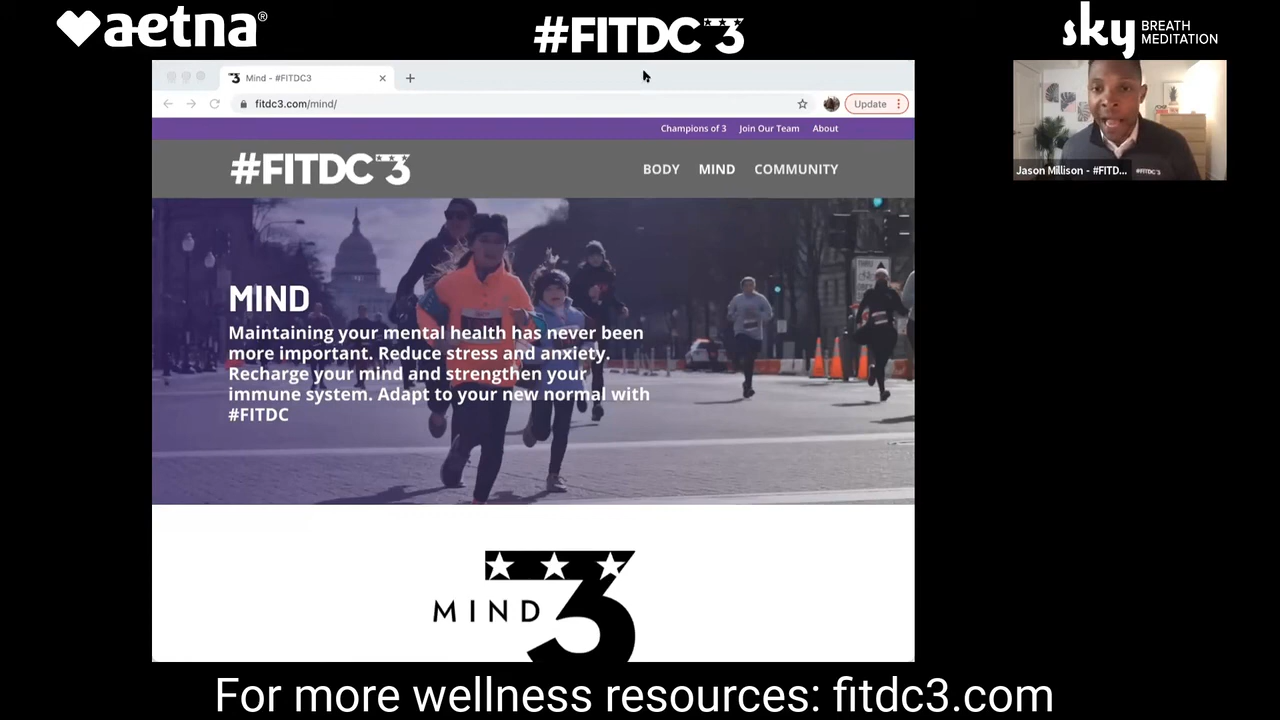 aetna®
#FITDC3
sky BREATH MEDITATION
Mind - #FITDC3
fitdc3.com/mind/
Update
Jason Millison - #FITD...
Champions of 3 Join Our Team About
#FITDC3
BODY MIND COMMUNITY
MIND
Maintaining your mental health has never been
more important. Reduce stress and anxiety.
Recharge your mind and strengthen your
immune system. Adapt to your new normal with
#FITDC
MIND 3
For more wellness resources: fitdc3.com